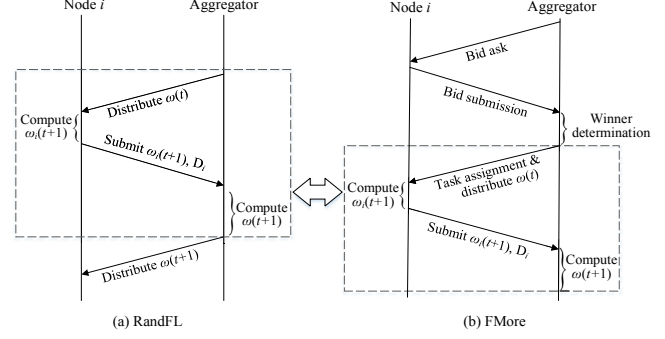 Node i
Aggregator
Distribute ω(t)
Compute
ωi(t+1)
Submit ωi(t+1), Di
Compute
ω(t+1)
Distribute ω(t+1)
(a) RandFL
Node i
Aggregator
Bid ask
Bid submission
Winner
determination
Task assignment &
distribute ω(t)
Compute
ωi(t+1)
Submit ωi(t+1), Di
Compute
ω(t+1)
(b) FMore